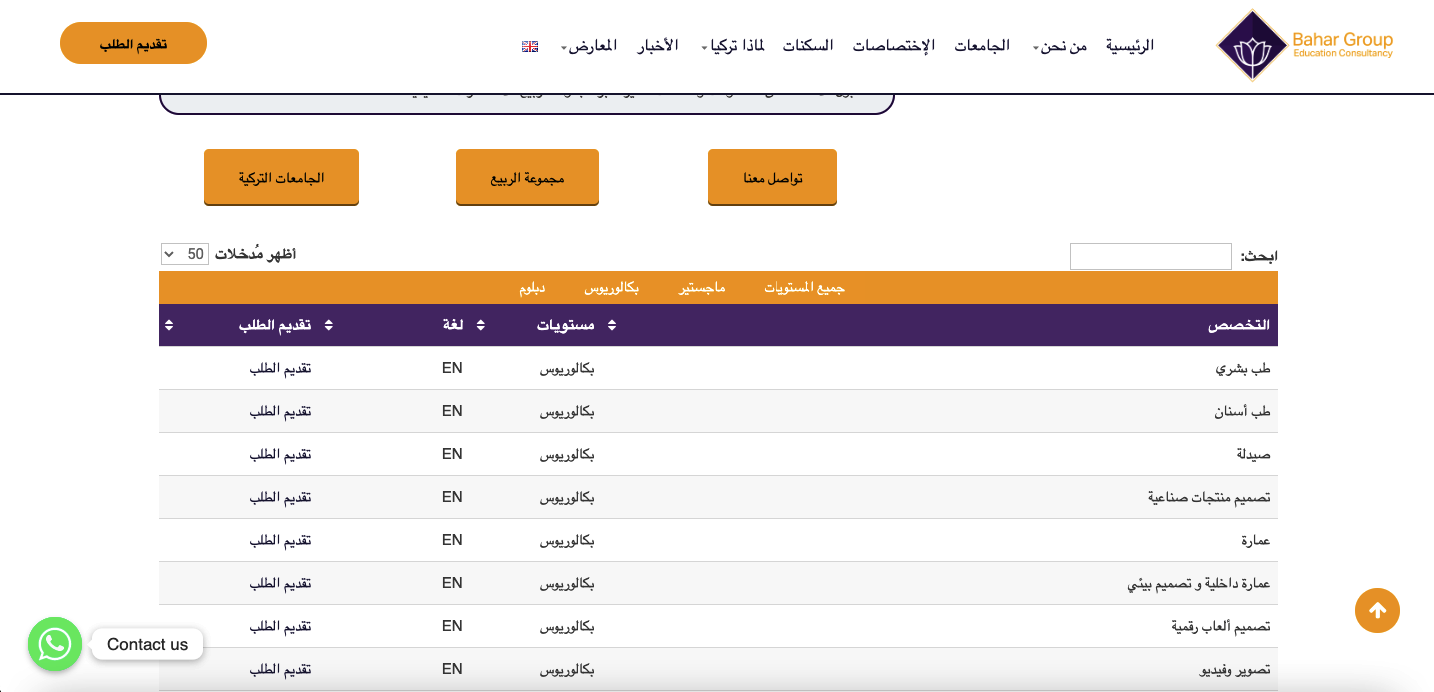 Bahar Group
Education Consultancy
الرئيسية من نحن الجامعات الإختصاصات السكنات لماذا تركيا الأخبار المعارض
تقديم الطلب
تواصل معنا مجموعة الربيع الجامعات التركية
ابحث: أظهر مُدخلات 50
جميع المستويات ماجستير بكالوريوس دبلوم
التخصص مستويات لغة تقديم الطلب
طب بشري بكالوريوس EN تقديم الطلب
طب أسنان بكالوريوس EN تقديم الطلب
صيدلة بكالوريوس EN تقديم الطلب
تصميم منتجات صناعية بكالوريوس EN تقديم الطلب
عمارة بكالوريوس EN تقديم الطلب
عمارة داخلية و تصميم بيئي بكالوريوس EN تقديم الطلب
تصميم ألعاب رقمية بكالوريوس EN تقديم الطلب
تصوير وفيديو بكالوريوس EN تقديم الطلب
Contact us